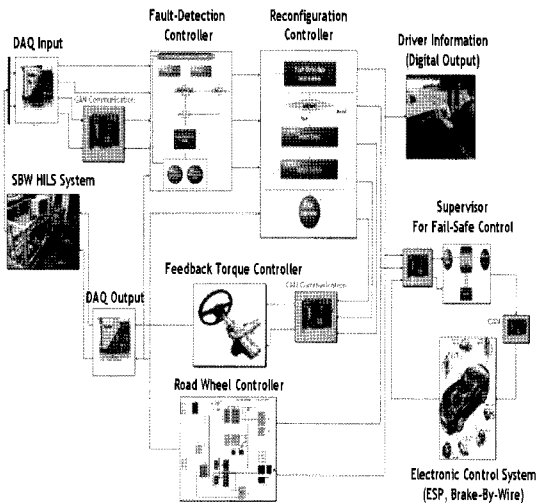 Fault-Detection
Controller
Reconfiguration
Controller
DAQ Input
Driver Information
(Digital Output)
CAN Communication
SBW HILS System
Supervisor
For Fail-Safe Control
Feedback Torque Controller
CAN Communication
DAQ Output
CAN
Road Wheel Controller
Electronic Control System
(ESP, Brake-By-Wire)